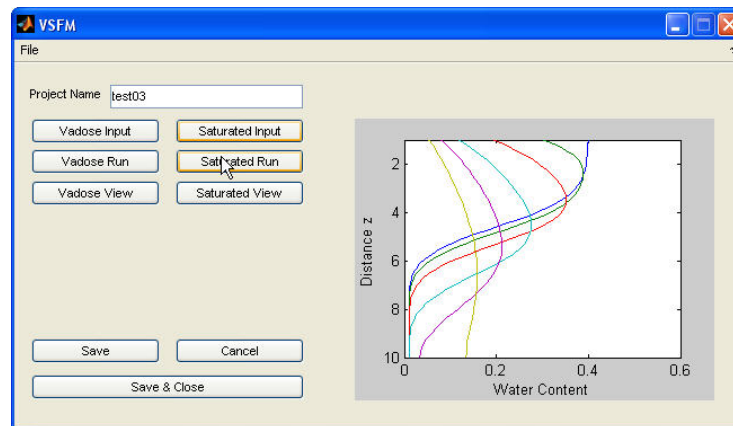 VSFM
File
Project Name test03
Vadose Input Saturated Input
Vadose Run Saturated Run
Vadose View Saturated View
Save Cancel
Save & Close
Distance z
2
4
6
8
10
0 0.2 0.4 0.6
Water Content